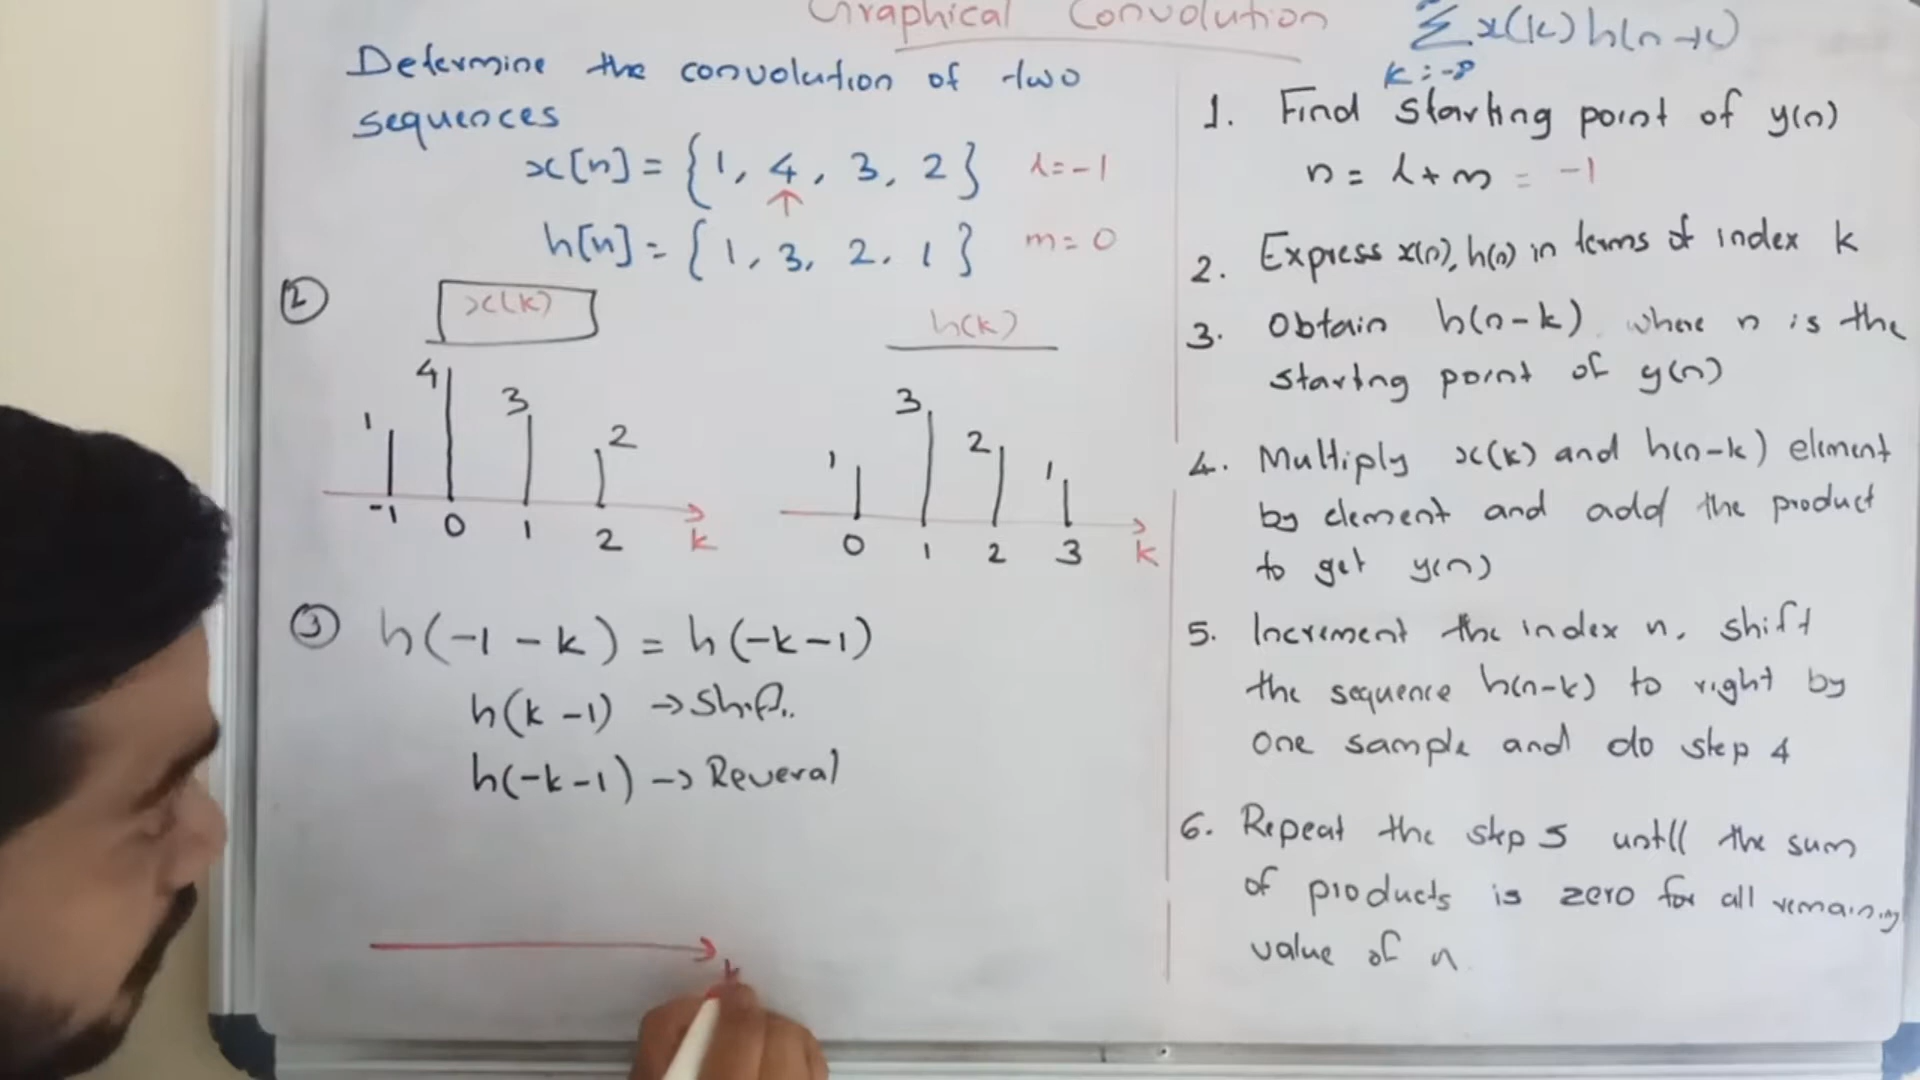 Graphical Convolution
Σ x(k) h(n-k)
k=-∞
Determine the convolution of two
sequences
x[n] = {1, 4, 3, 2} l=-1
↑
h[n] = {1, 3, 2, 1} m=0
② x(k) h(k)
1 4 3 2
-1 0 1 2 k
1 3 2 1
0 1 2 3 k
③ h(-1-k) = h(-k-1)
h(k-1) → Shift.
h(-k-1) → Reveral
k
1. Find starting point of y(n)
n = l+m = -1
2. Express x(n), h(n) in terms of index k
3. Obtain h(n-k) where n is the
starting point of y(n)
4. Multiply x(k) and h(n-k) element
by element and add the product
to get y(n)
5. Increment the index n, shift
the sequence h(n-k) to right by
one sample and do step 4
6. Repeat the step 5 untll the sum
of products is zero for all remaining
value of n